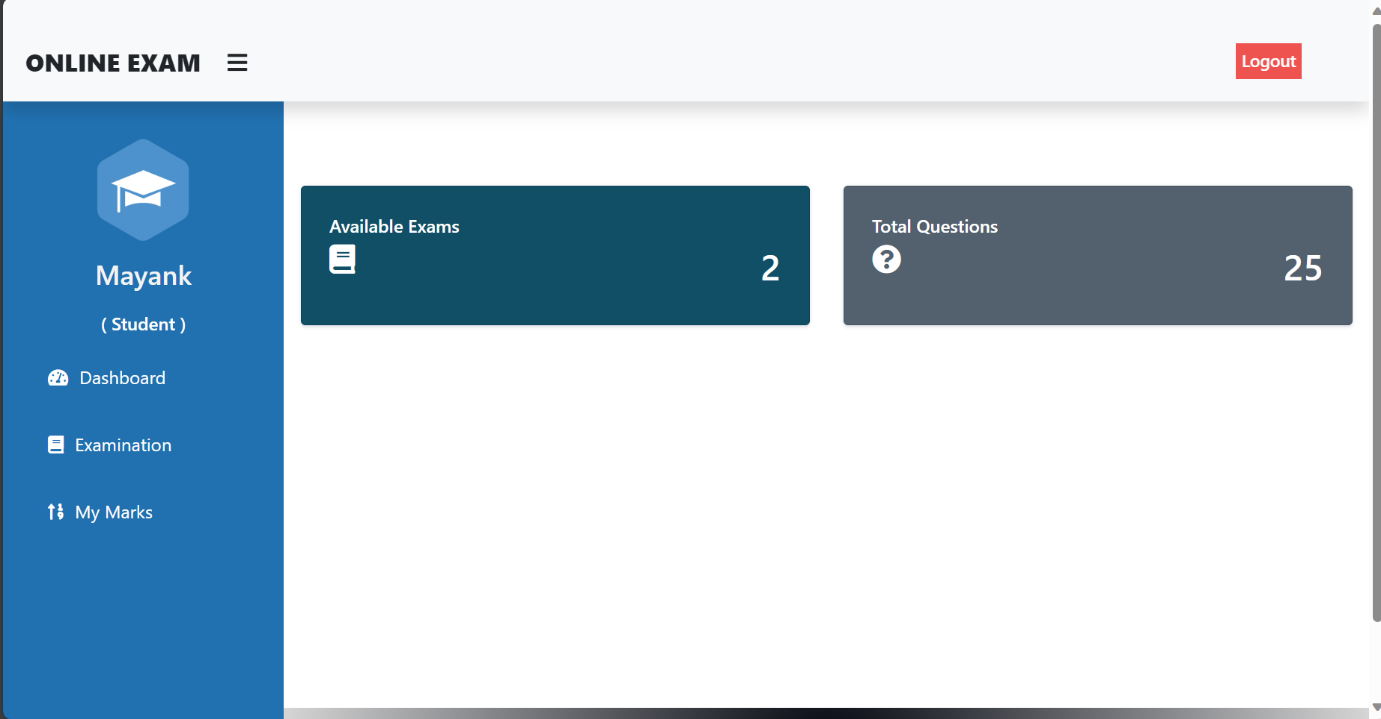 ONLINE EXAM
Logout
Mayank
( Student )
Dashboard
Examination
My Marks
Available Exams
2
Total Questions
25